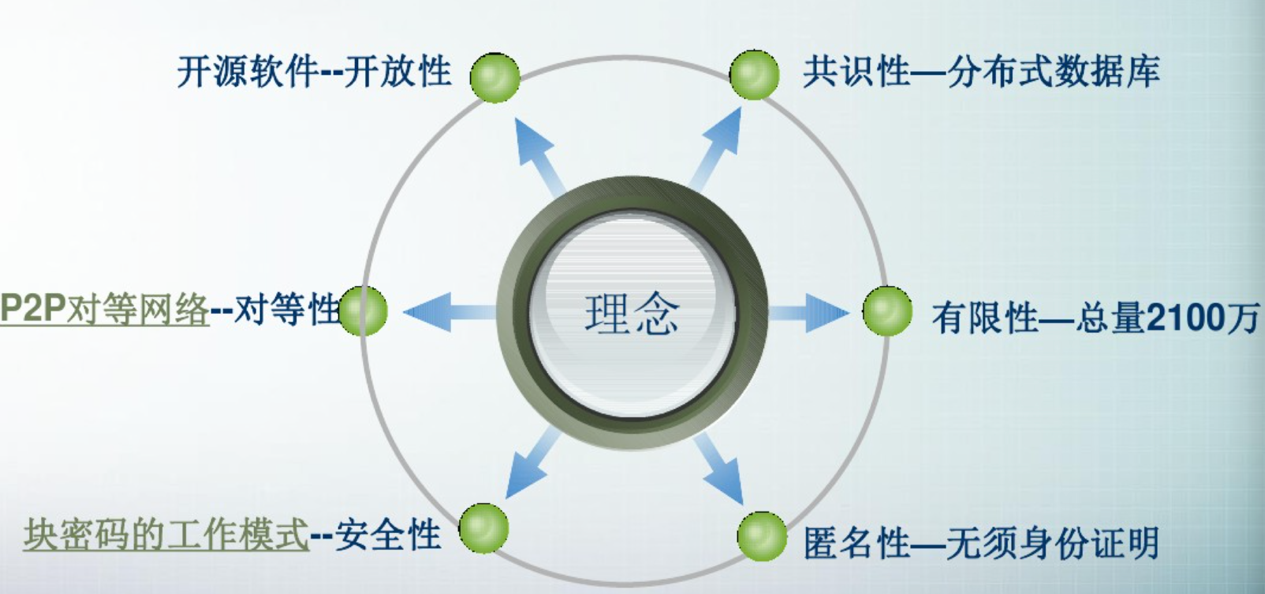 开源软件--开放性
共识性—分布式数据库
P2P对等网络--对等性
理念
有限性—总量2100万
块密码的工作模式--安全性
匿名性—无须身份证明